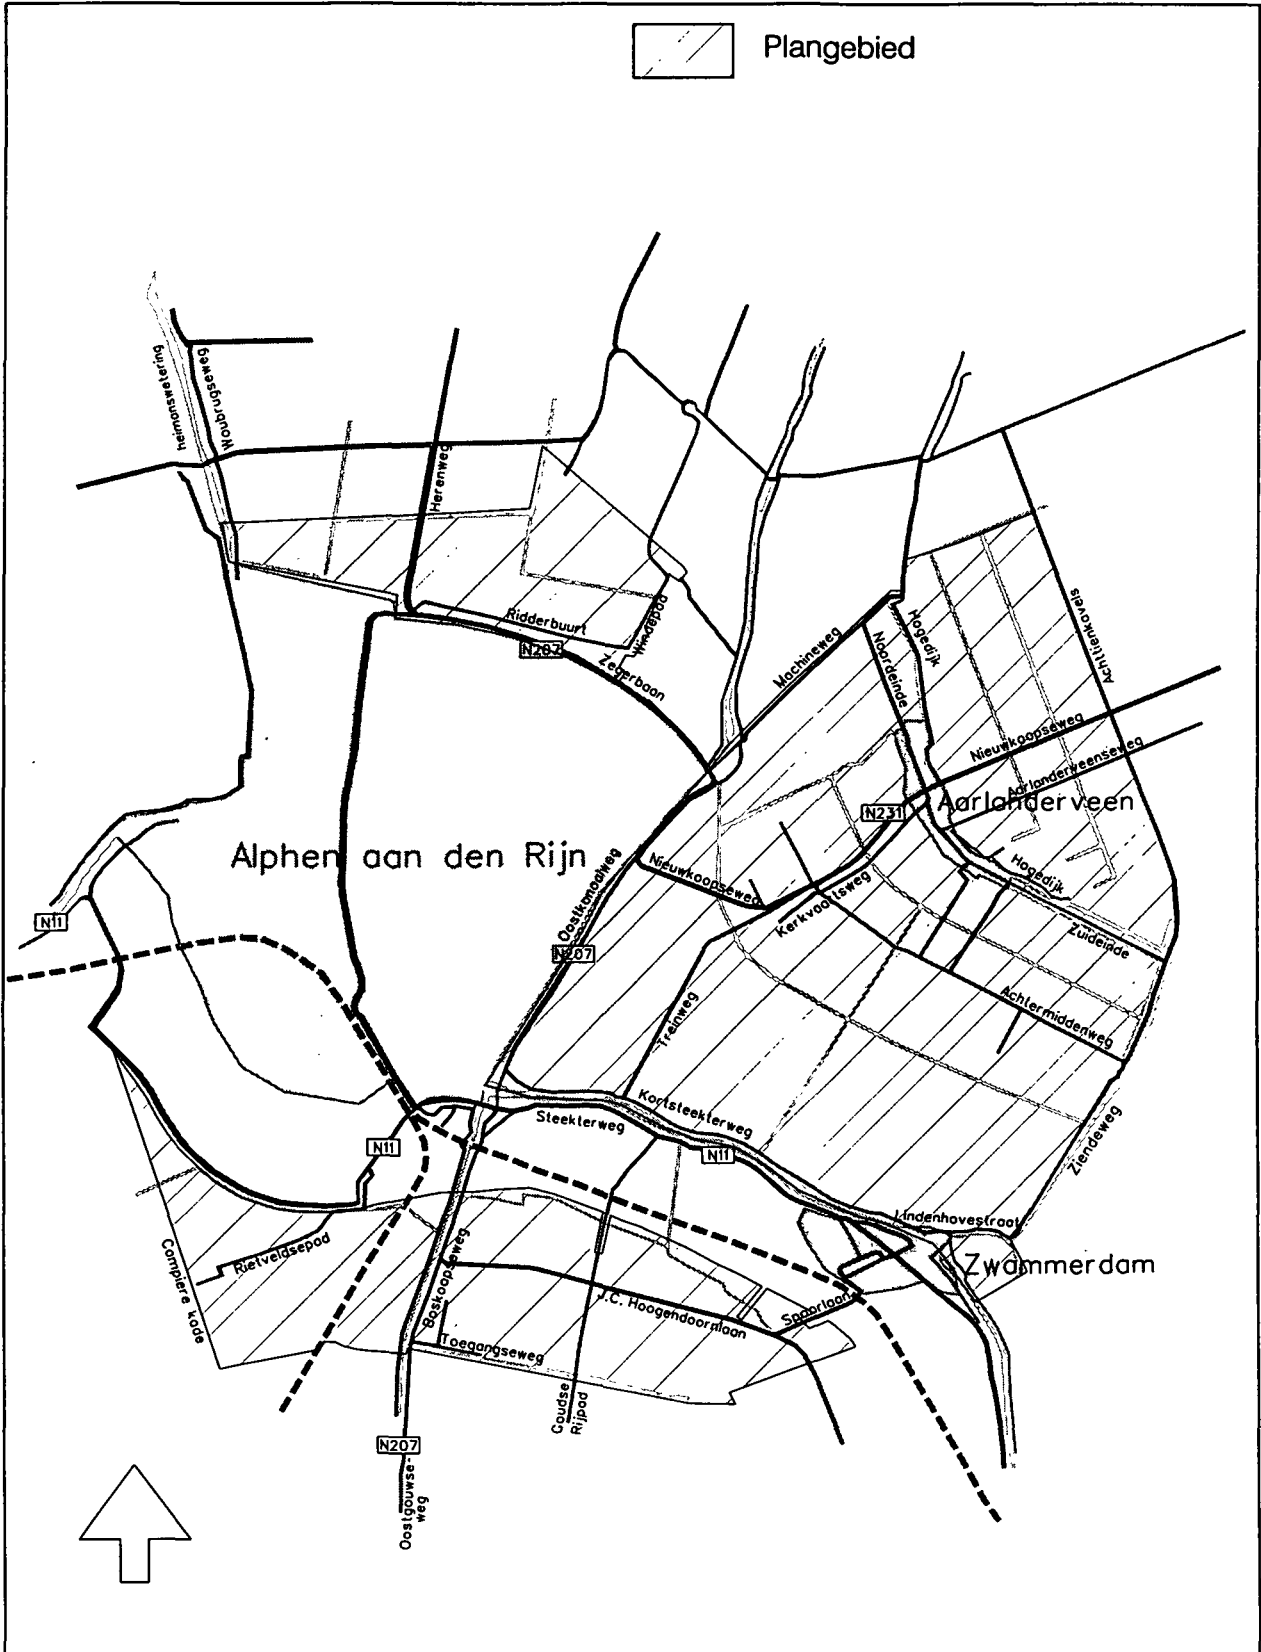 Plangebied
heimanswetering
Woubrugseweg
Herenweg
Ridderbuurt
N207
Windepad
Zegerbaan
Machineweg
Noordeinde
Hogedijk
Achttienkavels
Nieuwkoopseweg
Aarlanderveenseweg
Aarlanderveen
N231
Alphen aan den Rijn
Nieuwkoopseweg
Hogedijk
Kerkvaartsweg
Zuideinde
N11
Oostkanaalweg
N207
Achtermiddenweg
Treinweg
Kortsteekterweg
Steekterweg
N11
N11
Ziendeweg
Lindenhovestraat
Zwammerdam
Compiere kade
Rietveldsepad
Boskoopseweg
J.C. Hoogendoornlaan
Spoorlaan
Toegangseweg
Goudse
Rijpad
N207
Oostgouwse-
weg